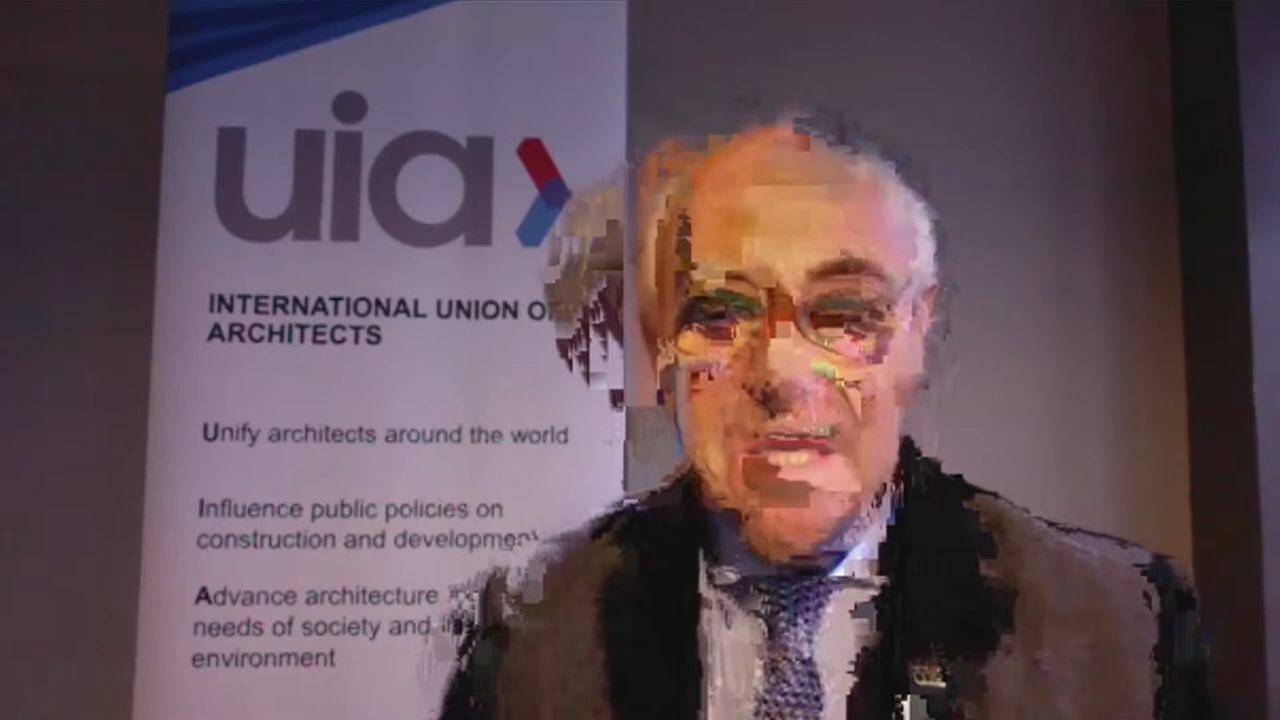 uia
INTERNATIONAL UNION OF
ARCHITECTS
Unify architects around the world
Influence public policies on
construction and development
Advance architecture
needs of society and
environment